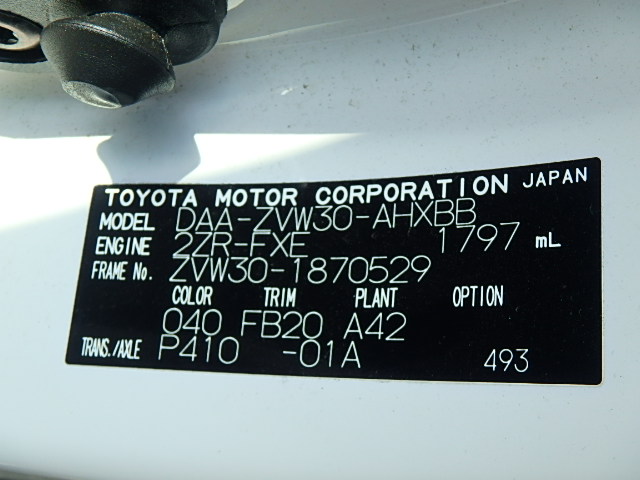 TOYOTA MOTOR CORPORATION JAPAN
MODEL DAA-ZVW30-AHXBB
ENGINE 2ZR-FXE 1797 mL
FRAME No. ZVW30-1870529
COLOR TRIM PLANT OPTION
040 FB20 A42
TRANS./AXLE P410 -01A 493